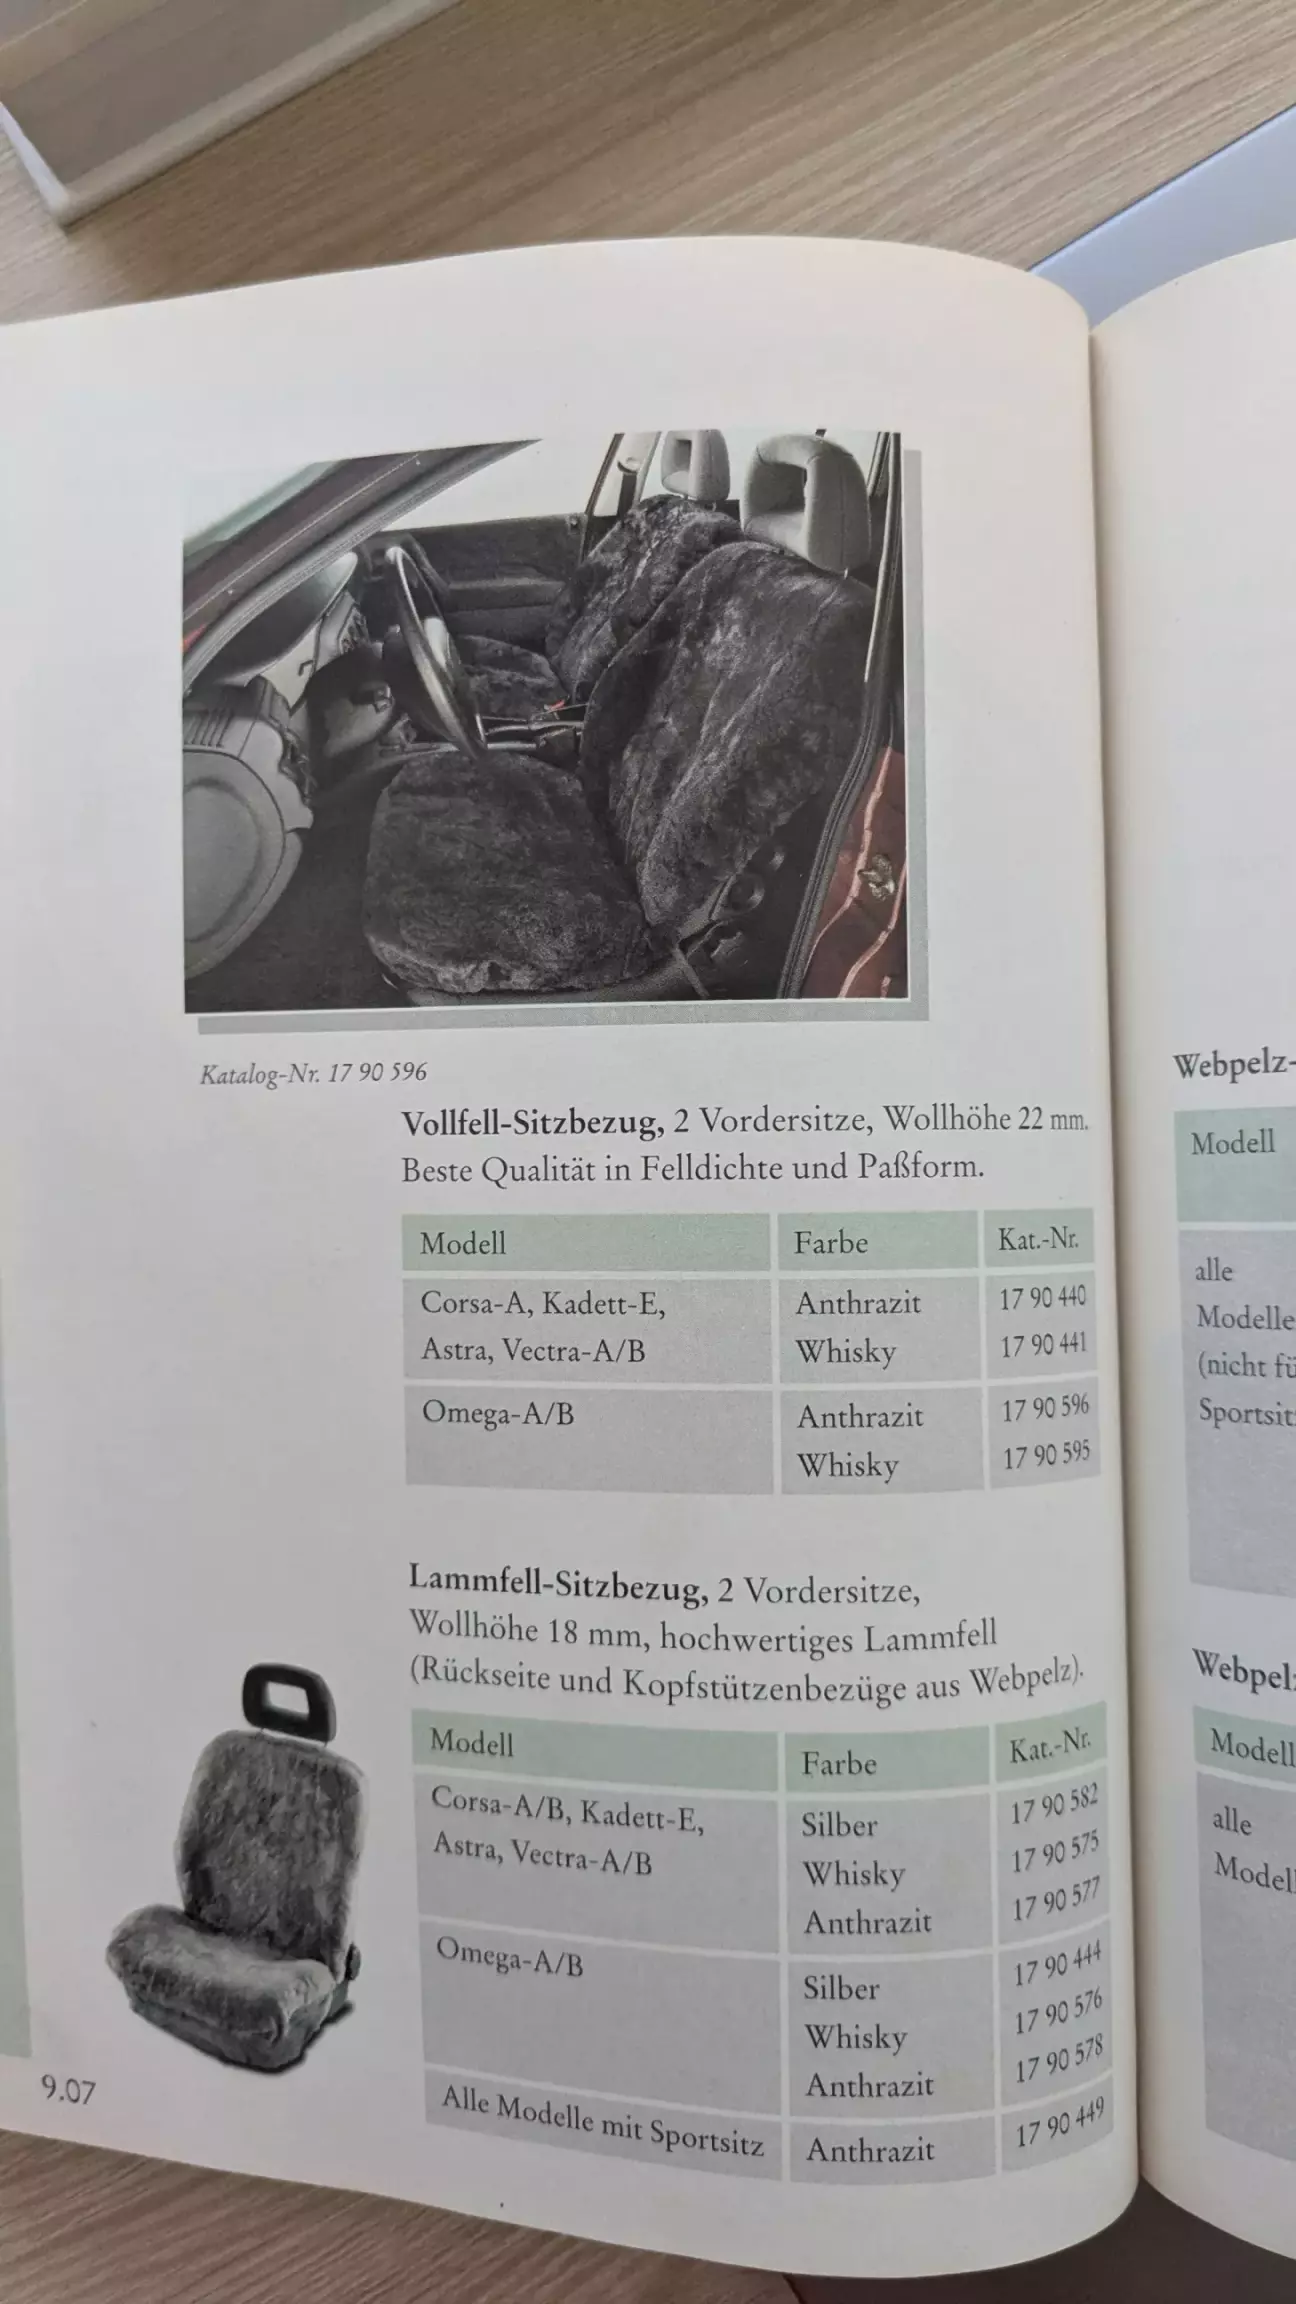 Katalog-Nr. 17 90 596
Vollfell-Sitzbezug, 2 Vordersitze, Wollhöhe 22 mm.
Beste Qualität in Felldichte und Paßform.
Modell Farbe Kat.-Nr.
Corsa-A, Kadett-E, Anthrazit 17 90 440
Astra, Vectra-A/B Whisky 17 90 441
Omega-A/B Anthrazit 17 90 596
Whisky 17 90 595
Lammfell-Sitzbezug, 2 Vordersitze,
Wollhöhe 18 mm, hochwertiges Lammfell
(Rückseite und Kopfstützenbezüge aus Webpelz).
Modell Farbe Kat.-Nr.
Corsa-A/B, Kadett-E, Silber 17 90 582
Astra, Vectra-A/B Whisky 17 90 575
Anthrazit 17 90 577
Omega-A/B Silber 17 90 444
Whisky 17 90 576
Anthrazit 17 90 578
Alle Modelle mit Sportsitz Anthrazit 17 90 449
9.07
Webpelz-
Modell
alle
Modelle
(nicht fü
Sportsit
Webpel
Modell
alle
Model